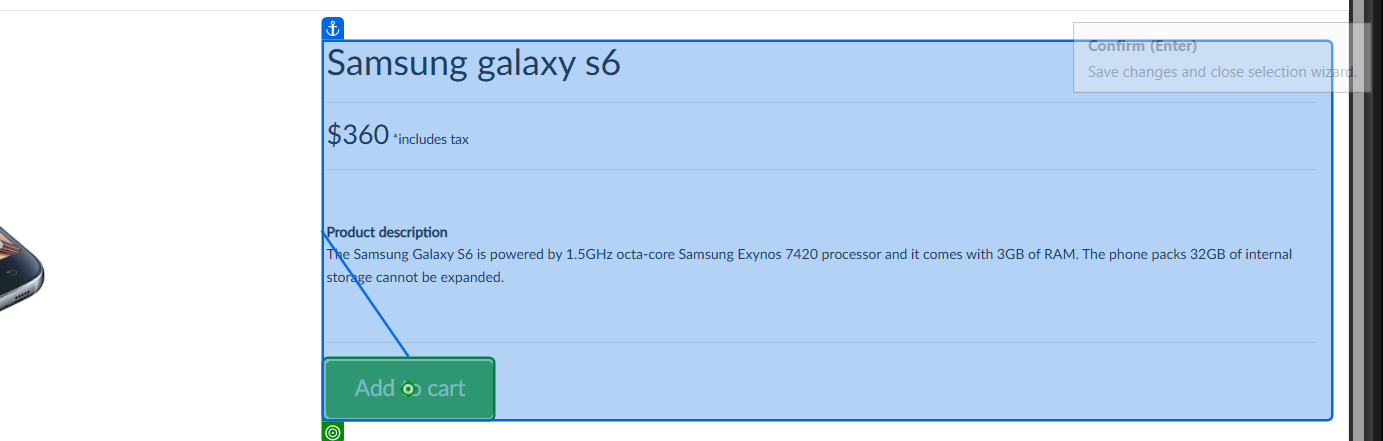 Confirm (Enter)
Save changes and close selection wizard.
Samsung galaxy s6
$360 *includes tax
Product description
The Samsung Galaxy S6 is powered by 1.5GHz octa-core Samsung Exynos 7420 processor and it comes with 3GB of RAM. The phone packs 32GB of internal
storage cannot be expanded.
Add to cart